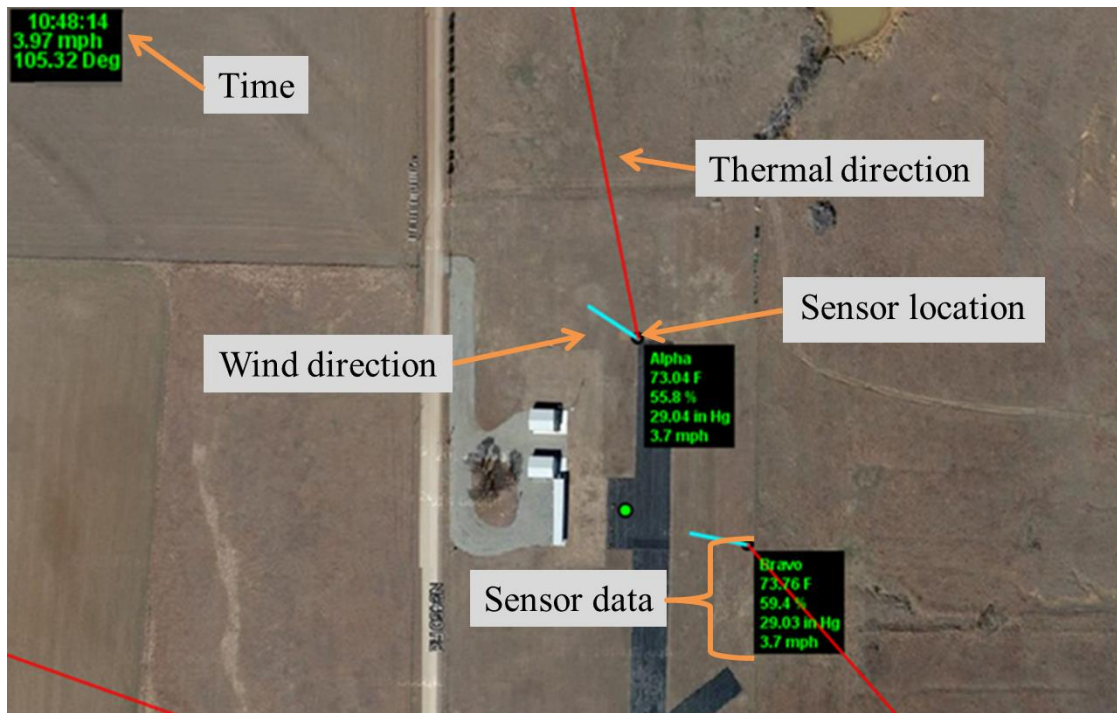 10:48:14
3.97 mph
105.32 Deg
Time
Thermal direction
Sensor location
Wind direction
Alpha
73.04 F
55.8 %
29.04 in Hg
3.7 mph
Sensor data
Bravo
73.76 F
59.4 %
29.03 in Hg
3.7 mph